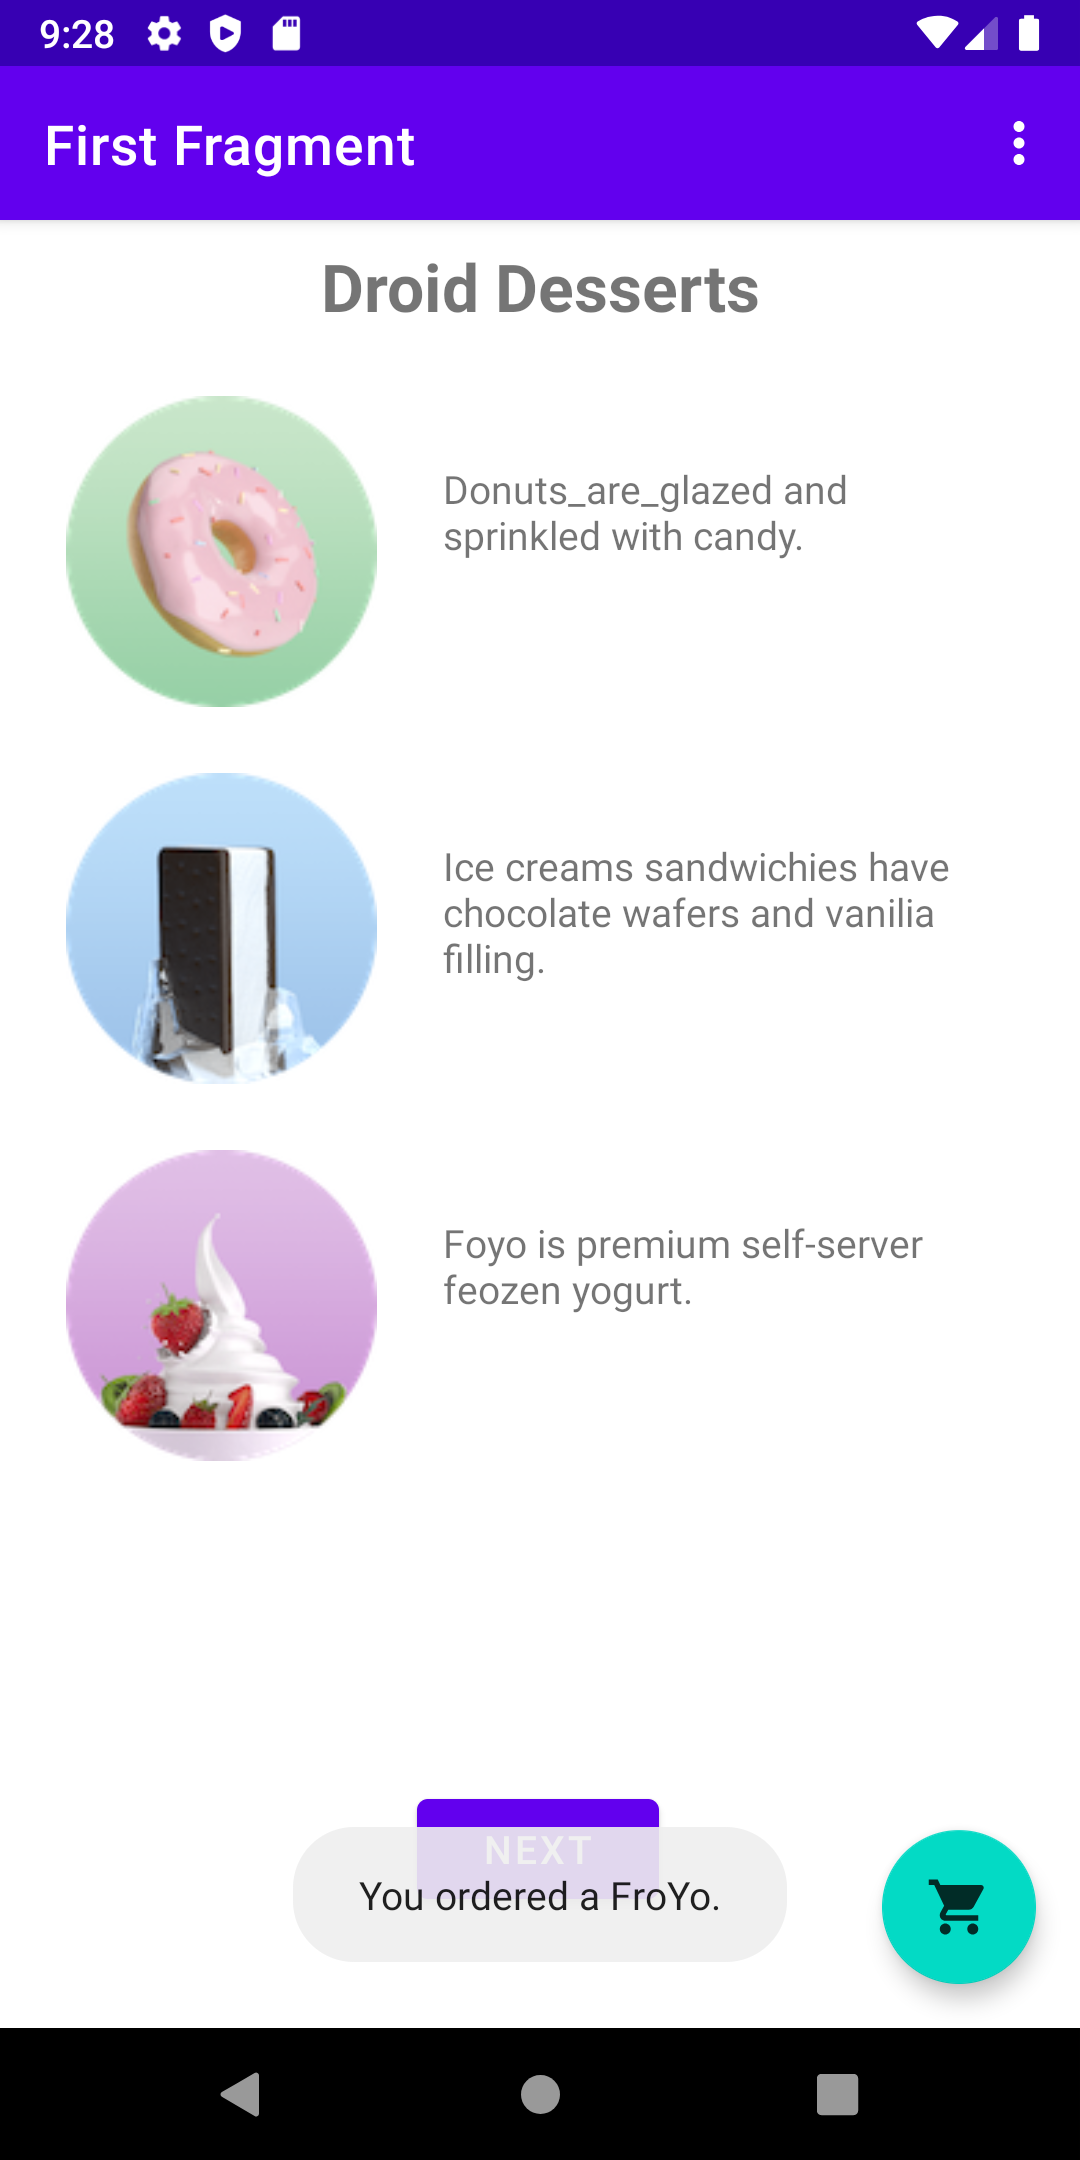 9:28
First Fragment
Droid Desserts
Donuts_are_glazed and
sprinkled with candy.
Ice creams sandwichies have
chocolate wafers and vanilia
filling.
Foyo is premium self-server
feozen yogurt.
NEXT
You ordered a FroYo.